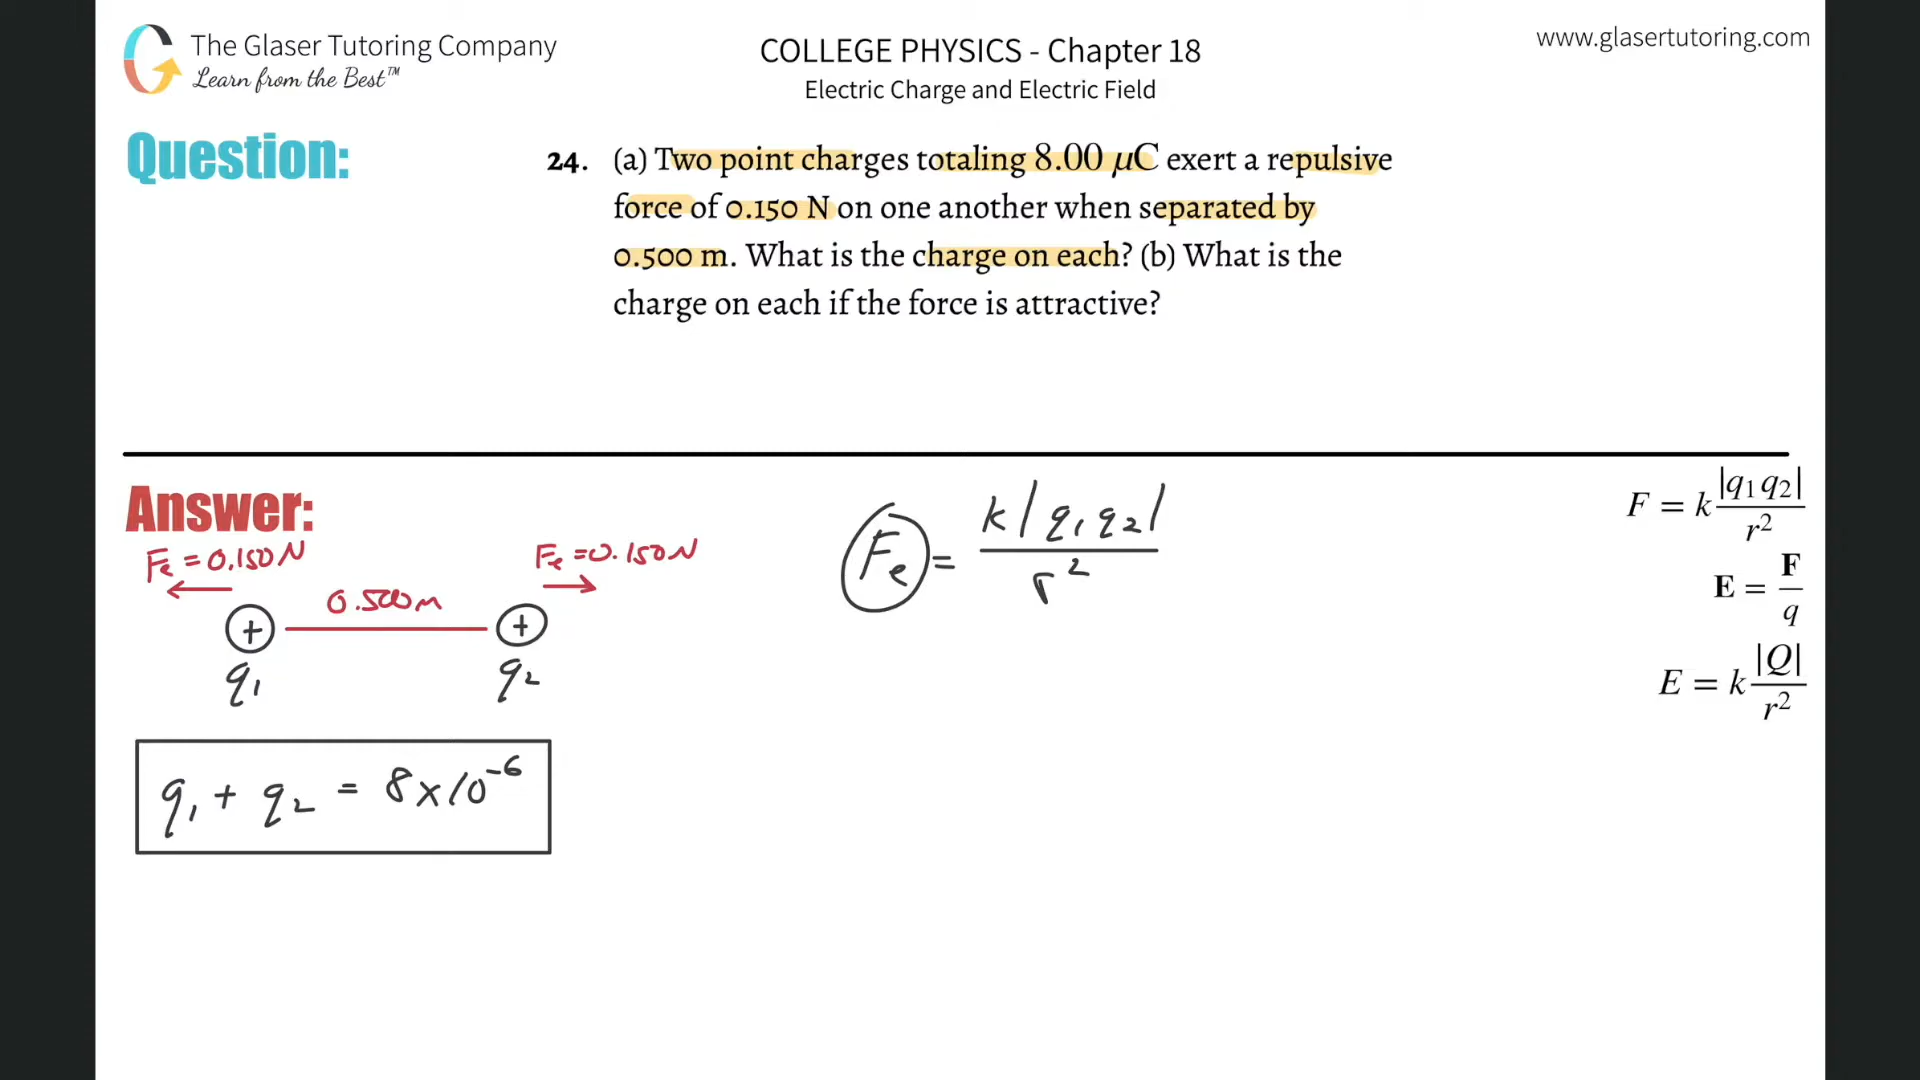 The Glaser Tutoring Company
Learn from the Best™
COLLEGE PHYSICS - Chapter 18
Electric Charge and Electric Field
www.glasertutoring.com
Question:
24. (a) Two point charges totaling 8.00 μC exert a repulsive
force of 0.150 N on one another when separated by
0.500 m. What is the charge on each? (b) What is the
charge on each if the force is attractive?
Answer:
Fe = 0.150N
Fe = 0.150N
0.500m
+
+
q1
q2
q1 + q2 = 8x10^-6
Fe = k|q1q2| / r^2
F = k |q1q2| / r^2
E = F / q
E = k |Q| / r^2